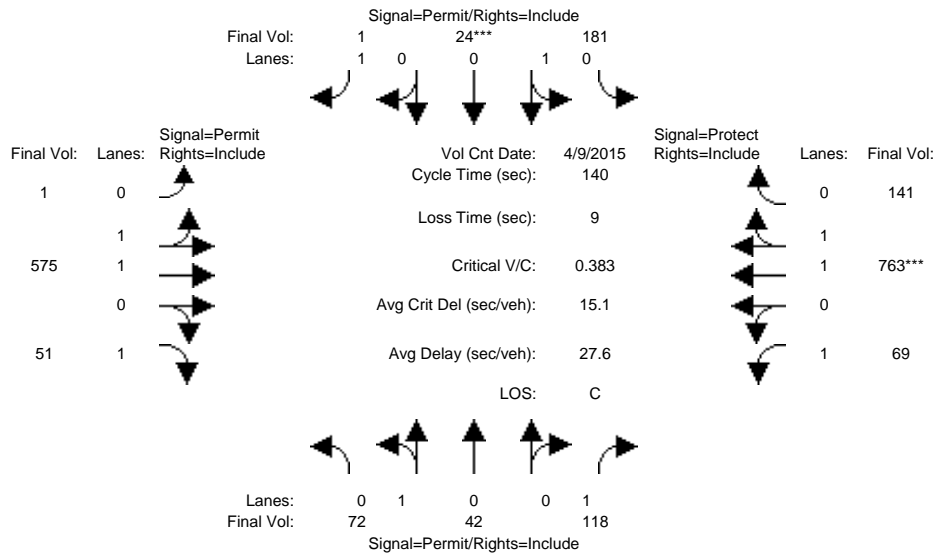 Signal=Permit/Rights=Include
Final Vol: 1 24*** 181
Lanes: 1 0 0 1 0
Signal=Permit Signal=Protect
Final Vol: Lanes: Rights=Include Vol Cnt Date: 4/9/2015 Rights=Include Lanes: Final Vol:
Cycle Time (sec): 140
1 0 0 141
Loss Time (sec): 9
1 1
575 1 Critical V/C: 0.383 1 763***
0 Avg Crit Del (sec/veh): 15.1 0
51 1 Avg Delay (sec/veh): 27.6 1 69
LOS: C
Lanes: 0 1 0 0 1
Final Vol: 72 42 118
Signal=Permit/Rights=Include